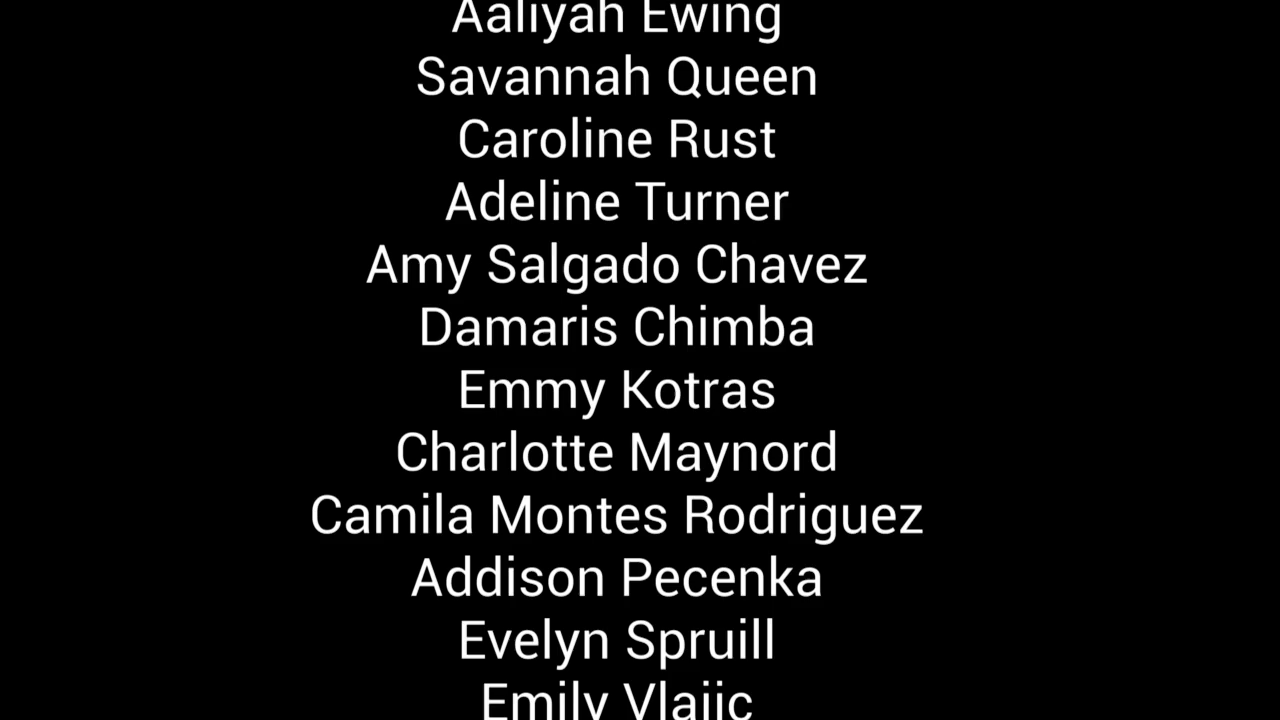 Aaliyah Ewing
Savannah Queen
Caroline Rust
Adeline Turner
Amy Salgado Chavez
Damaris Chimba
Emmy Kotras
Charlotte Maynord
Camila Montes Rodriguez
Addison Pecenka
Evelyn Spruill
Emily Vlajic